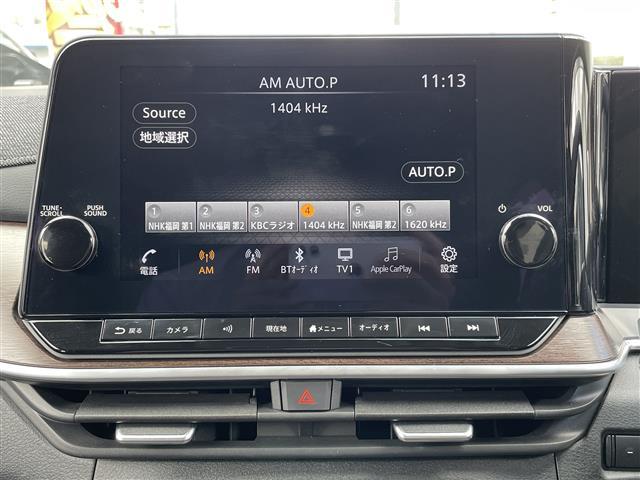 AM AUTO.P
11:13
1404 kHz
Source
地域選択
AUTO.P
TUNE・
SCROLL
PUSH
SOUND
VOL
1
NHK福岡 第1
2
NHK福岡 第2
3
KBCラジオ
4
1404 kHz
5
NHK福岡 第2
6
1620 kHz
電話
AM
FM
BTオーディオ
TV1
Apple CarPlay
設定
戻る
カメラ
現在地
メニュー
オーディオ